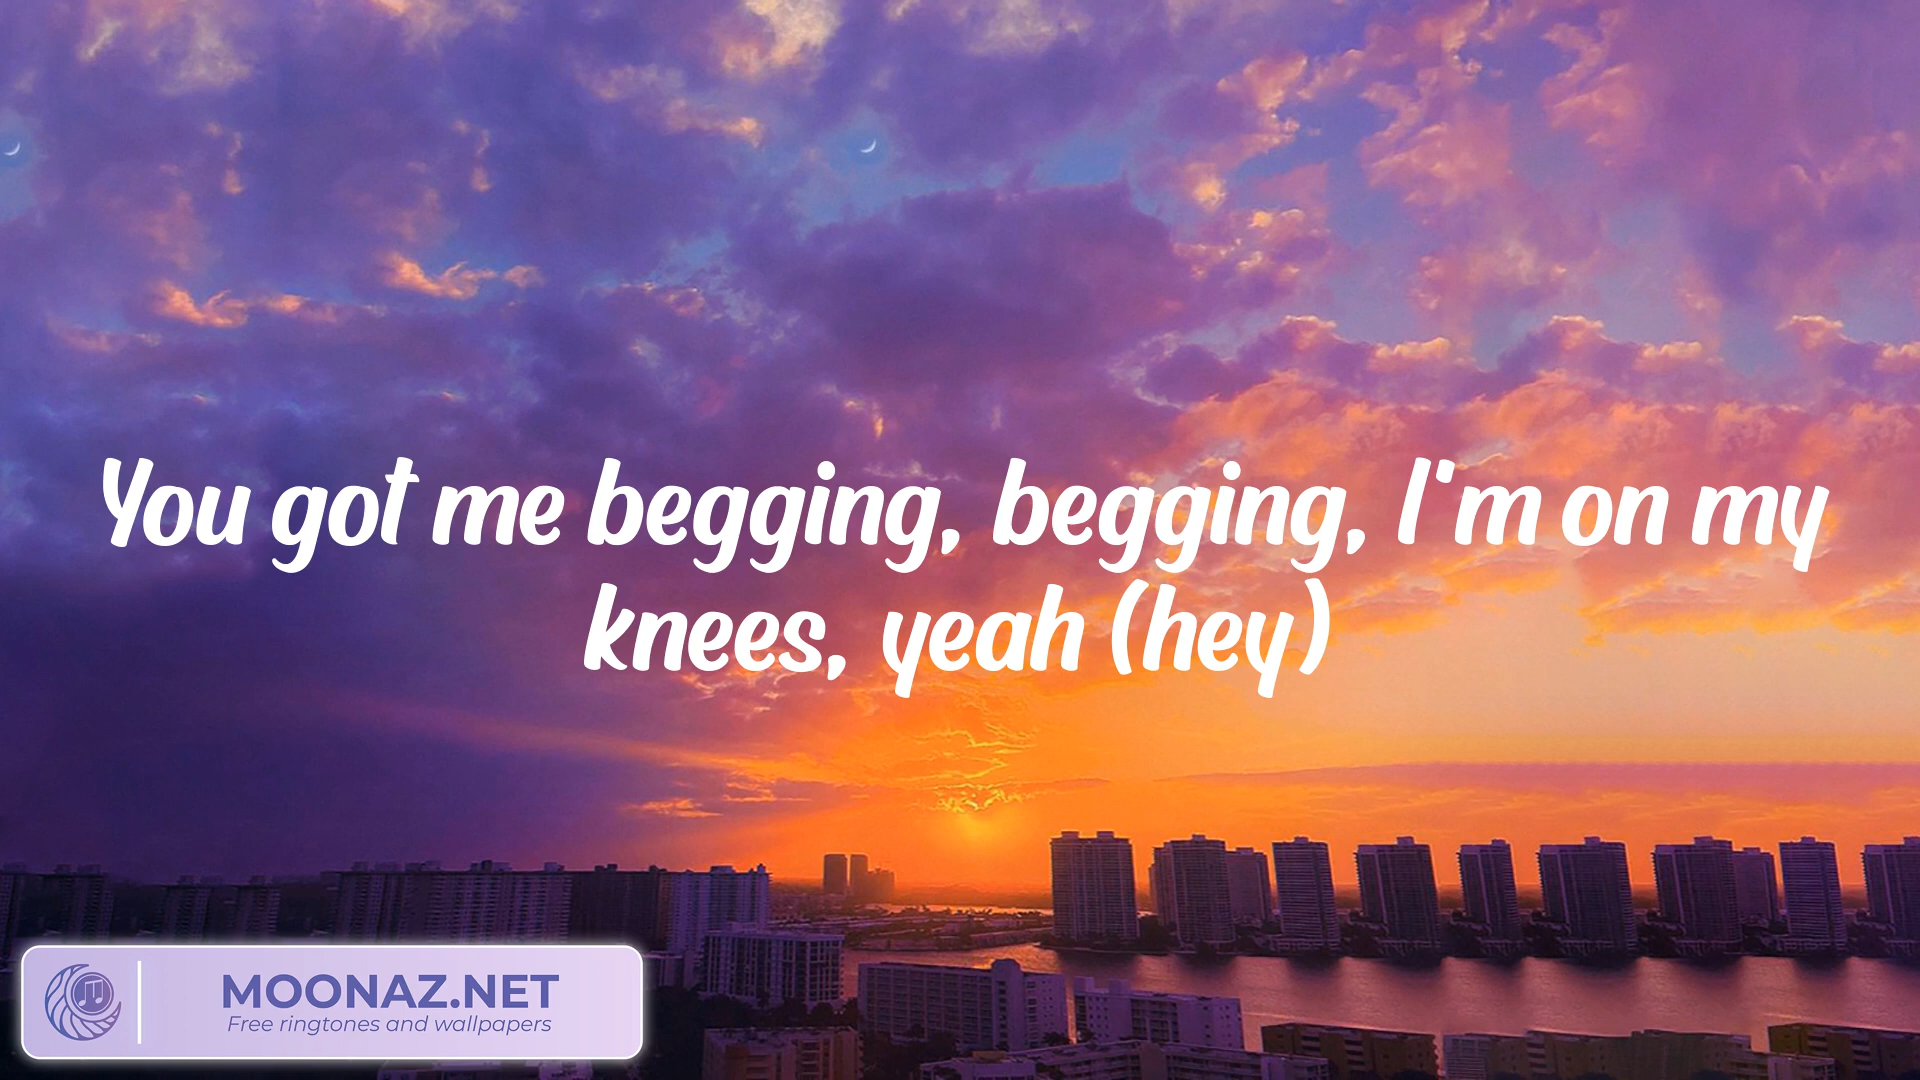 You got me begging, begging, I'm on my
knees, yeah (hey)
MOONAZ.NET
Free ringtones and wallpapers